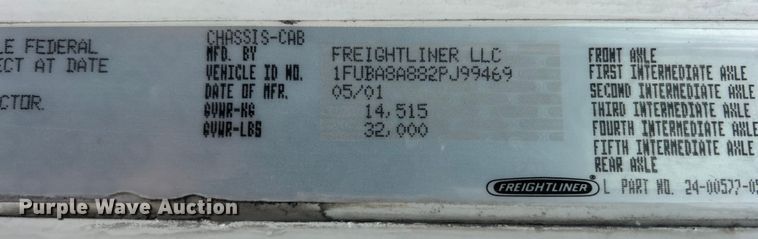 LE FEDERAL
ECT AT DATE
CTOR.
CHASSIS-CAB
MFD. BY FREIGHTLINER LLC
VEHICLE ID NO. 1FUBA8A882PJ99469
DATE OF MFR. 05/01
GVWR-KG 14,515
GVWR-LBS 32,000
FRONT AXLE
FIRST INTERMEDIATE AXLE
SECOND INTERMEDIATE AXLE
THIRD INTERMEDIATE AXLE
FOURTH INTERMEDIATE AXLE
FIFTH INTERMEDIATE AXLE
REAR AXLE
FREIGHTLINER L PART NO. 24-00577-05
Purple Wave Auction